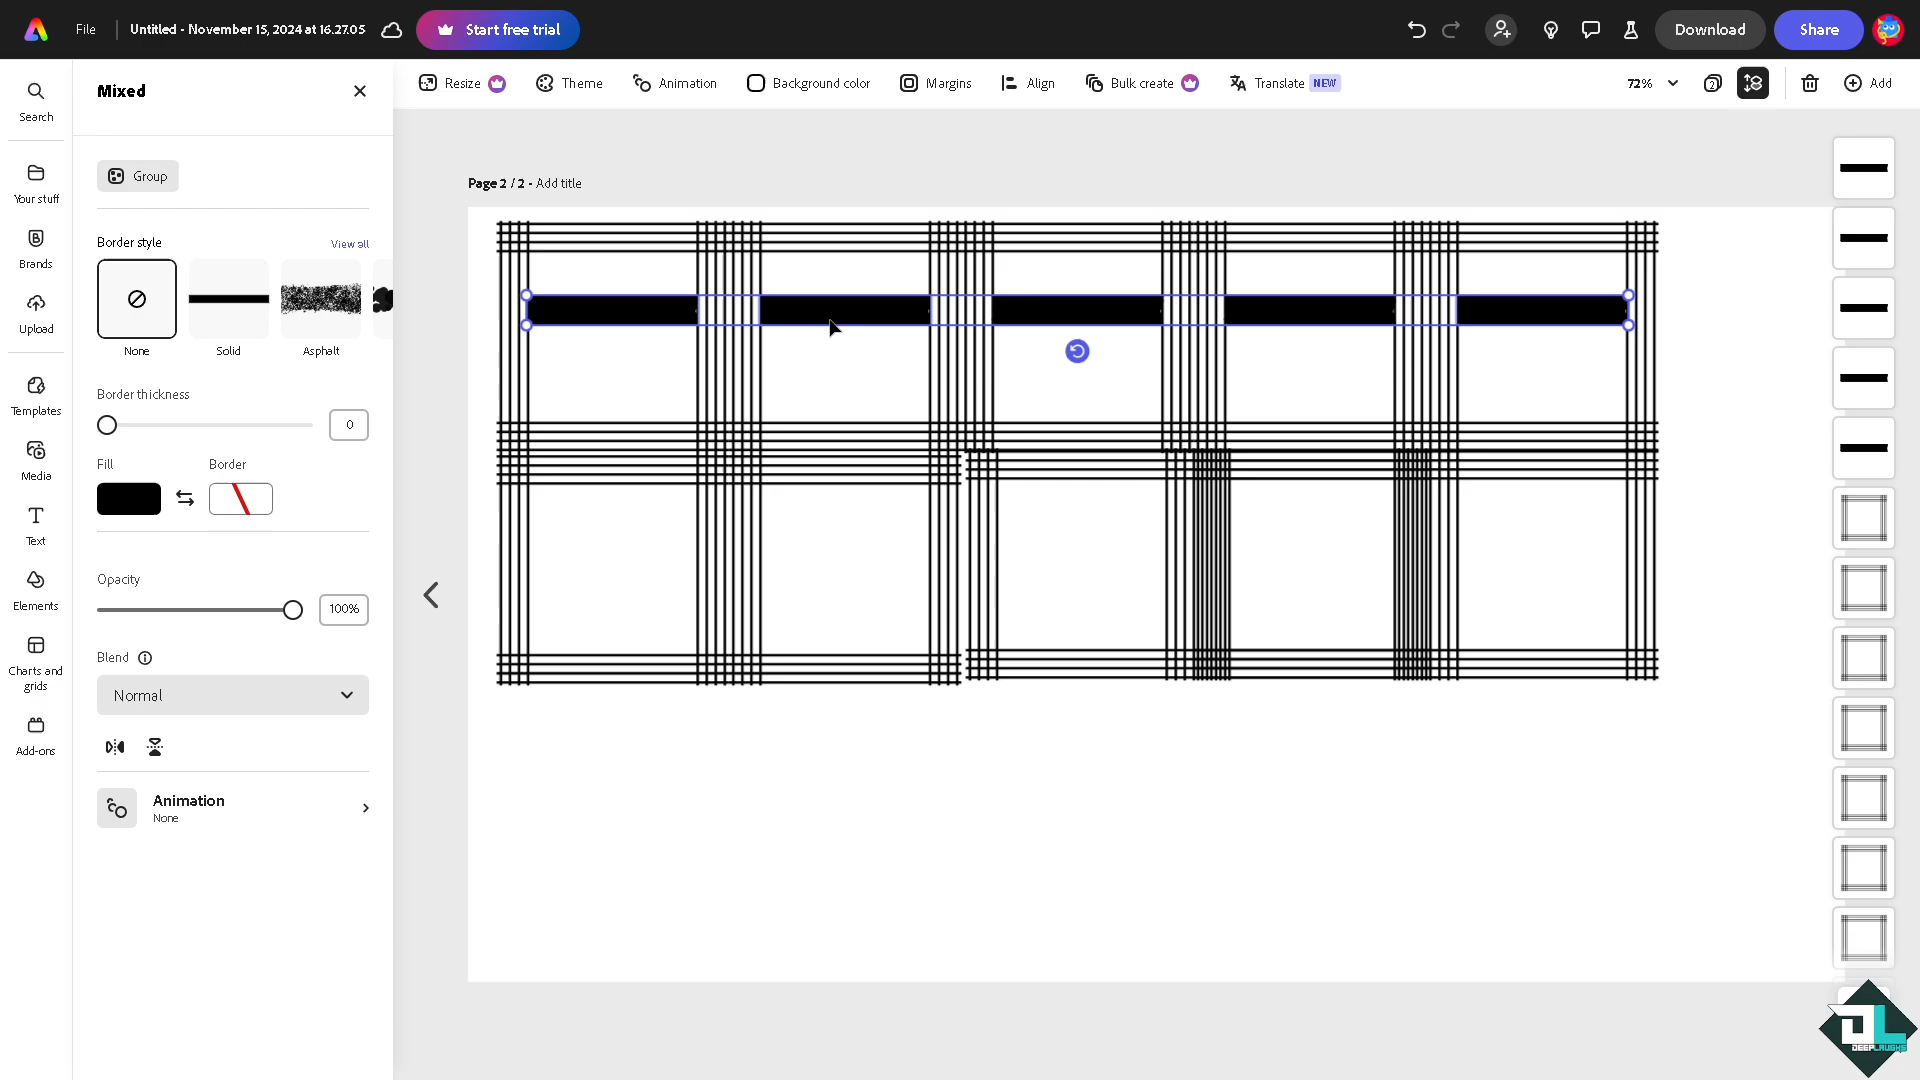 File
Untitled - November 15, 2024 at 16.27.05
Start free trial
Download
Share
Search
Your stuff
Brands
Upload
Templates
Media
Text
Elements
Charts and
grids
Add-ons
Mixed
Group
Border style
View all
None
Solid
Asphalt
Border thickness
0
Fill
Border
Opacity
100%
Blend
Normal
Animation
None
Resize
Theme
Animation
Background color
Margins
Align
Bulk create
Translate NEW
72%
2
Add
Page 2 / 2 - Add title
DEEPLAUGHS